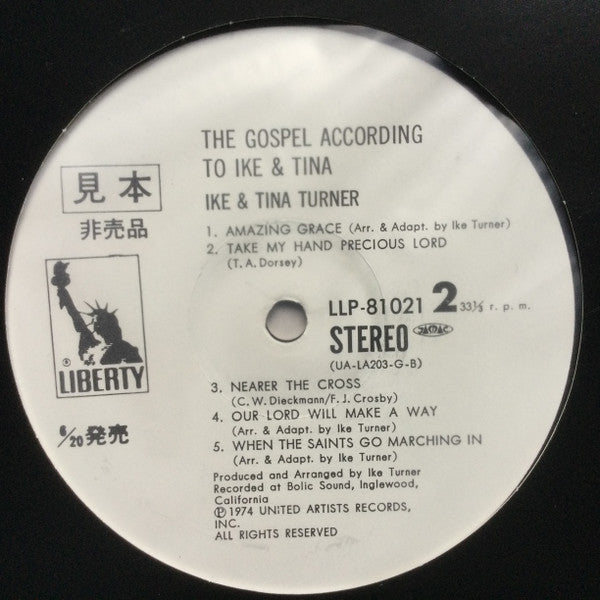 THE GOSPEL ACCORDING
TO IKE & TINA
IKE & TINA TURNER
見本
非売品
1. AMAZING GRACE (Arr. & Adapt. by Ike Turner)
2. TAKE MY HAND PRECIOUS LORD
(T. A. Dorsey)
LLP-81021 2 33⅓ r. p. m.
STEREO JASRAC
(UA-LA203-G-B)
® LIBERTY
3. NEARER THE CROSS
(C. W. Dieckmann/F. J. Crosby)
4. OUR LORD WILL MAKE A WAY
(Arr. & Adapt. by Ike Turner)
5. WHEN THE SAINTS GO MARCHING IN
(Arr. & Adapt. by Ike Turner)
6/20 発売
Produced and Arranged by Ike Turner
Recorded at Bolic Sound, Inglewood,
California
℗ 1974 UNITED ARTISTS RECORDS,
INC.
ALL RIGHTS RESERVED